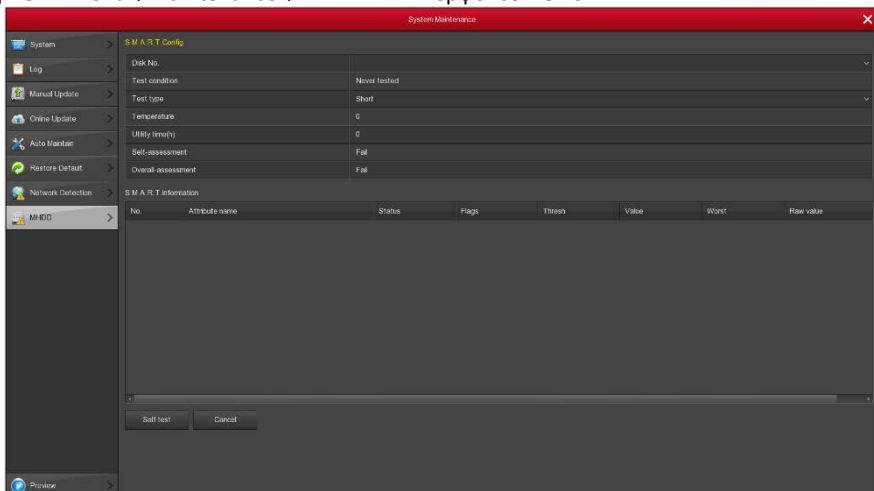 System Maintenance
System
Log
Manual Update
Online Update
Auto Maintain
Restore Default
Network Detection
MHDD
Preview
S.M.A.R.T Config
Disk No.
Test condition Never tested
Test type Short
Temperature 0
Utility time(h) 0
Self-assessment Fail
Overall-assessment Fail
S.M.A.R.T information
No. Attribute name Status Flags Thresh Value Worst Raw value
Self test Cancel